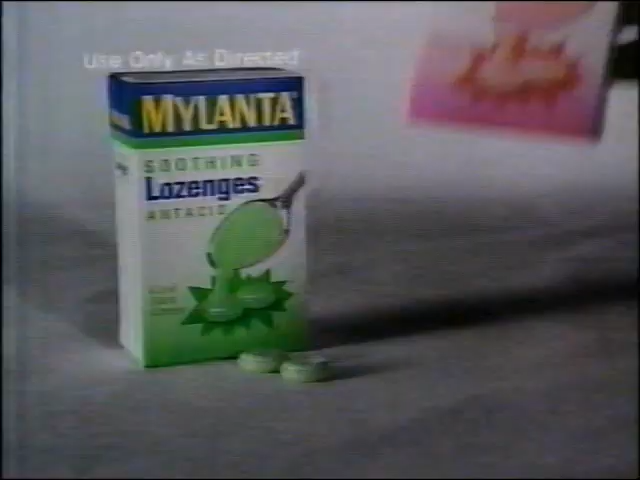 Use Only As Directed
MYLANTA
SOOTHING
Lozenges
ANTACID